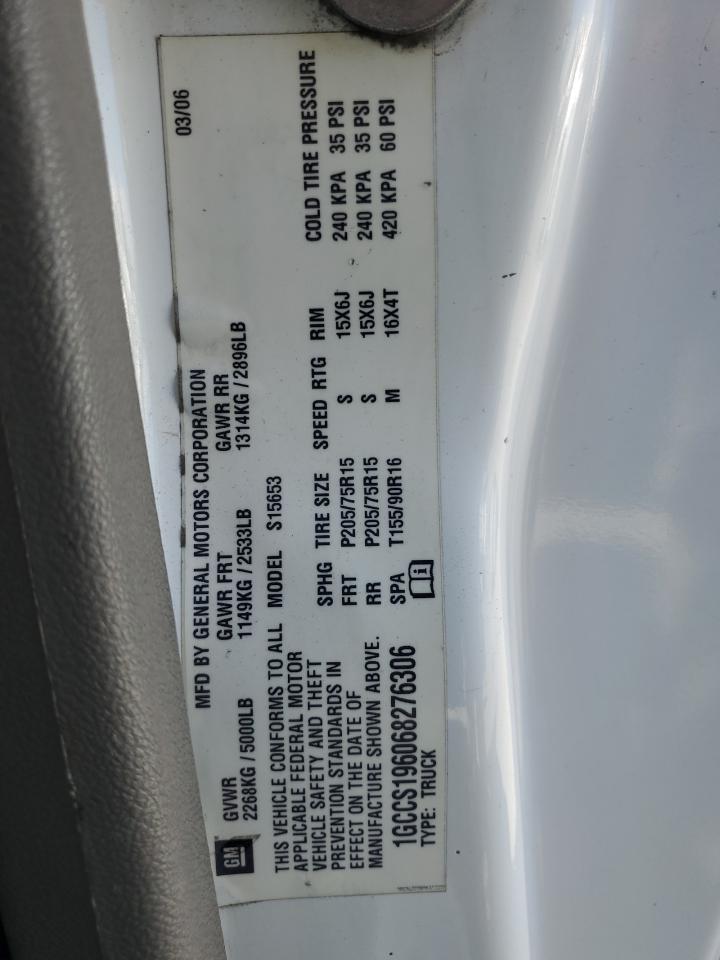 GM
MFD BY GENERAL MOTORS CORPORATION 03/06
GVWR GAWR FRT GAWR RR
2268KG/5000LB 1149KG/2533LB 1314KG/2896LB
THIS VEHICLE CONFORMS TO ALL
APPLICABLE FEDERAL MOTOR
VEHICLE SAFETY AND THEFT
PREVENTION STANDARDS IN
EFFECT ON THE DATE OF
MANUFACTURE SHOWN ABOVE.
1GCCS196068276306
TYPE: TRUCK
MODEL S15653
SPHG TIRE SIZE SPEED RTG RIM COLD TIRE PRESSURE
FRT P205/75R15 S 15X6J 240 KPA 35 PSI
RR P205/75R15 S 15X6J 240 KPA 35 PSI
SPA T155/90R16 M 16X4T 420 KPA 60 PSI